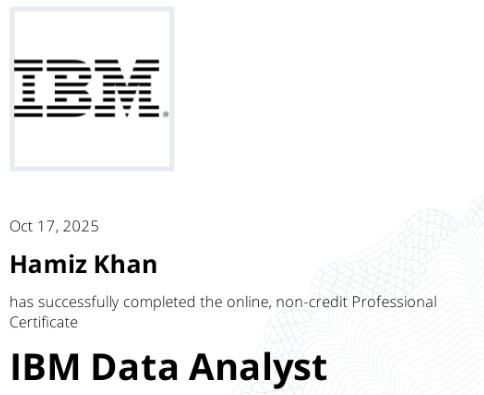 IBM®
Oct 17, 2025
Hamiz Khan
has successfully completed the online, non-credit Professional
Certificate
IBM Data Analyst